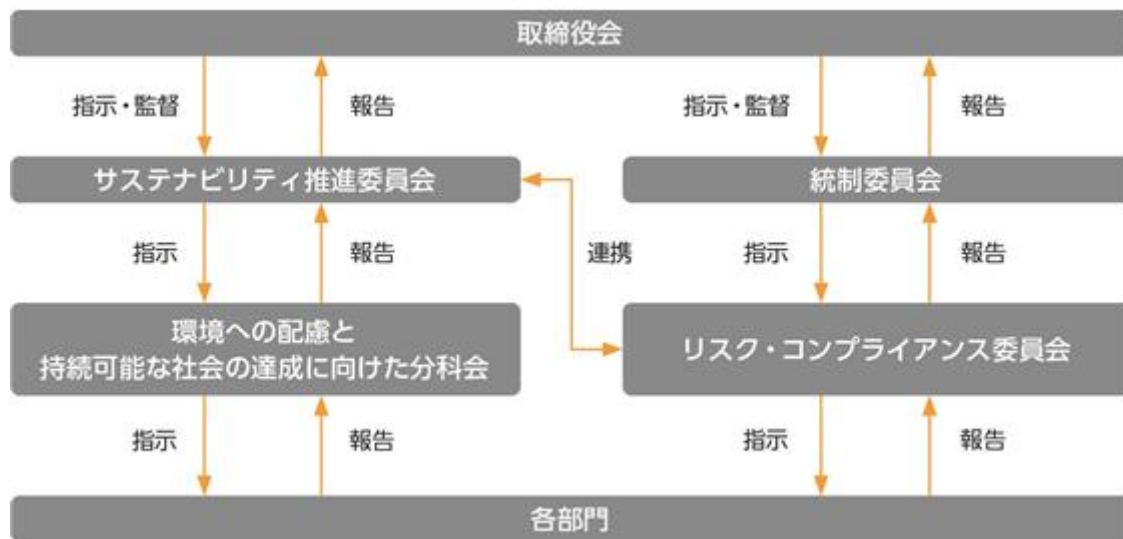 取締役会
指示・監督
報告
指示・監督
報告
サステナビリティ推進委員会
統制委員会
指示
報告
連携
指示
報告
環境への配慮と
持続可能な社会の達成に向けた分科会
リスク・コンプライアンス委員会
指示
報告
指示
報告
各部門